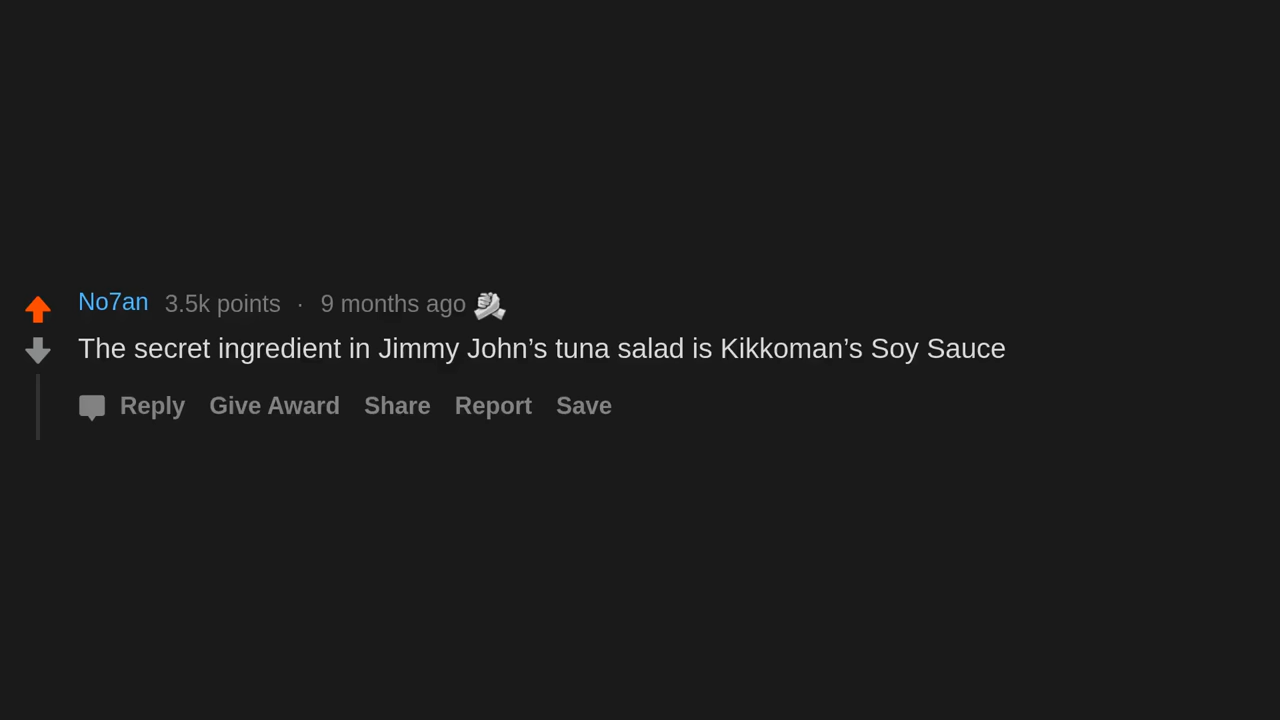 No7an 3.5k points · 9 months ago
The secret ingredient in Jimmy John’s tuna salad is Kikkoman’s Soy Sauce
Reply Give Award Share Report Save